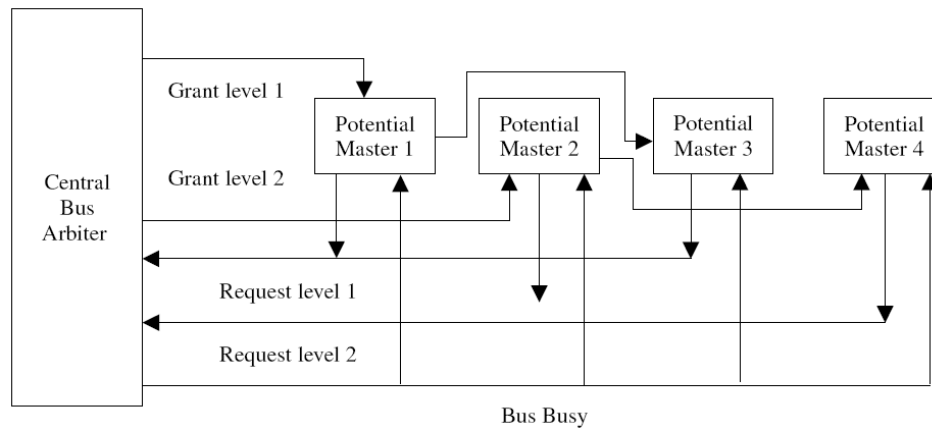 Grant level 1
Potential
Master 1
Potential
Master 2
Potential
Master 3
Potential
Master 4
Central
Bus
Arbiter
Grant level 2
Request level 1
Request level 2
Bus Busy